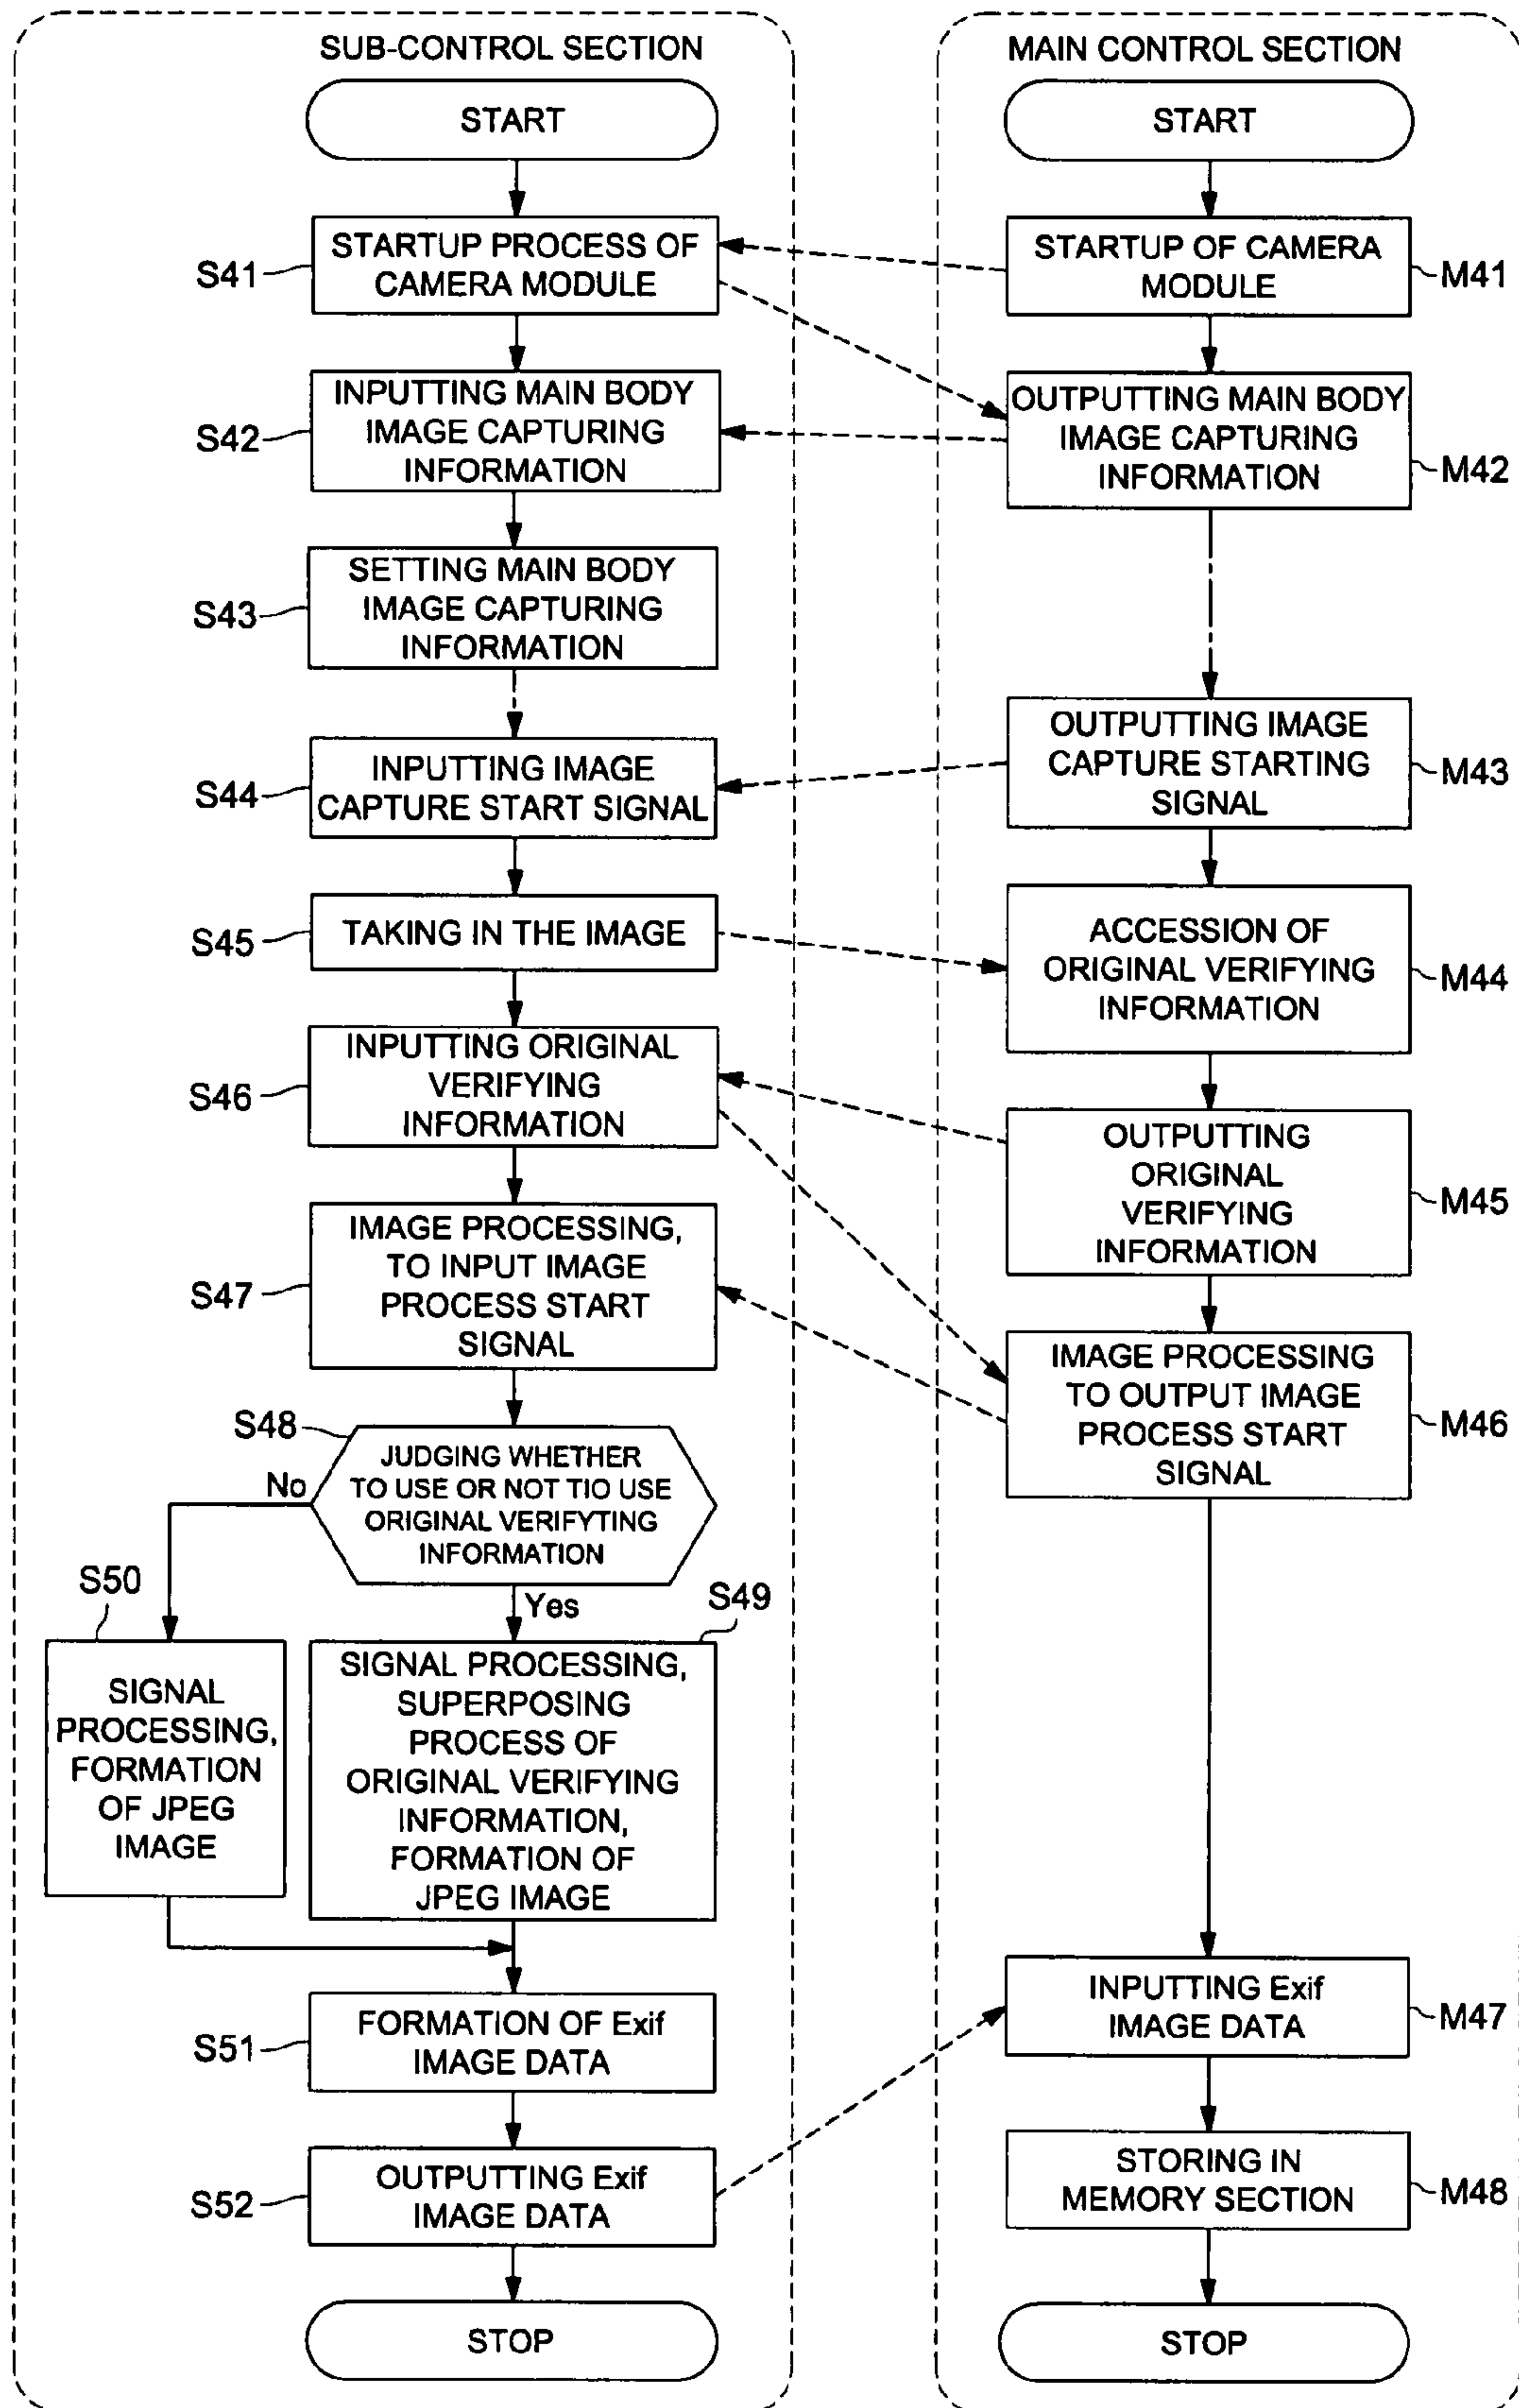 SUB-CONTROL SECTION
START
S41
STARTUP PROCESS OF
CAMERA MODULE
S42
INPUTTING MAIN BODY
IMAGE CAPTURING
INFORMATION
S43
SETTING MAIN BODY
IMAGE CAPTURING
INFORMATION
S44
INPUTTING IMAGE
CAPTURE START SIGNAL
S45
TAKING IN THE IMAGE
S46
INPUTTING ORIGINAL
VERIFYING
INFORMATION
S47
IMAGE PROCESSING,
TO INPUT IMAGE
PROCESS START
SIGNAL
S48
JUDGING WHETHER
TO USE OR NOT TIO USE
ORIGINAL VERIFYTING
INFORMATION
No
Yes
S50
SIGNAL
PROCESSING,
FORMATION
OF JPEG
IMAGE
S49
SIGNAL PROCESSING,
SUPERPOSING
PROCESS OF
ORIGINAL VERIFYING
INFORMATION,
FORMATION OF
JPEG IMAGE
S51
FORMATION OF Exif
IMAGE DATA
S52
OUTPUTTING Exif
IMAGE DATA
STOP
MAIN CONTROL SECTION
START
STARTUP OF CAMERA
MODULE
M41
OUTPUTTING MAIN BODY
IMAGE CAPTURING
INFORMATION
M42
OUTPUTTING IMAGE
CAPTURE STARTING
SIGNAL
M43
ACCESSION OF
ORIGINAL VERIFYING
INFORMATION
M44
OUTPUTTING
ORIGINAL
VERIFYING
INFORMATION
M45
IMAGE PROCESSING
TO OUTPUT IMAGE
PROCESS START
SIGNAL
M46
INPUTTING Exif
IMAGE DATA
M47
STORING IN
MEMORY SECTION
M48
STOP